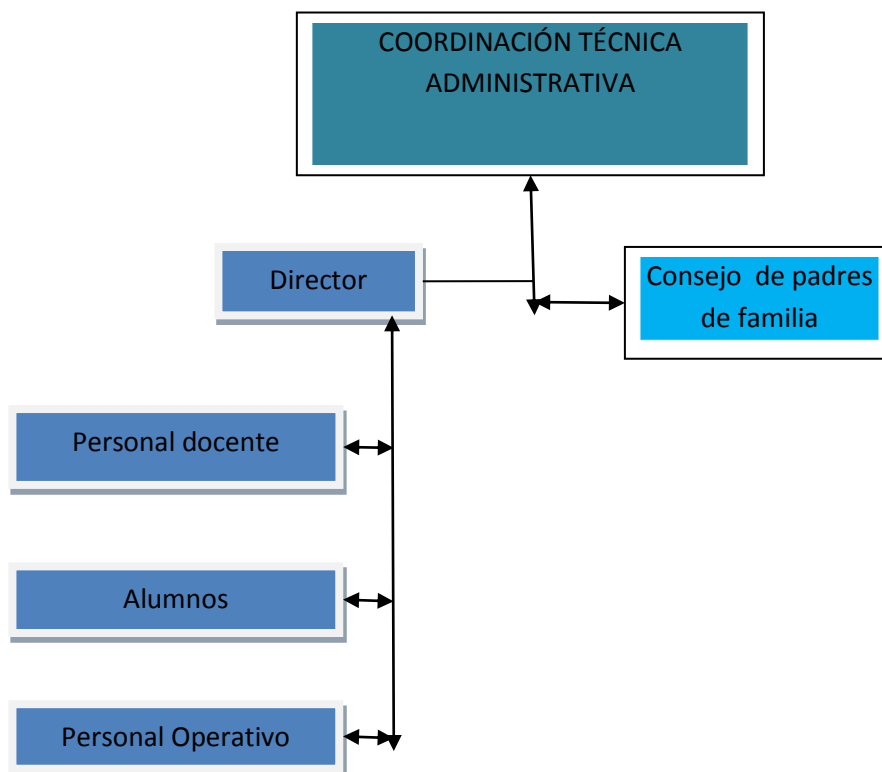 COORDINACIÓN TÉCNICA
ADMINISTRATIVA
Director
Consejo de padres
de familia
Personal docente
Alumnos
Personal Operativo